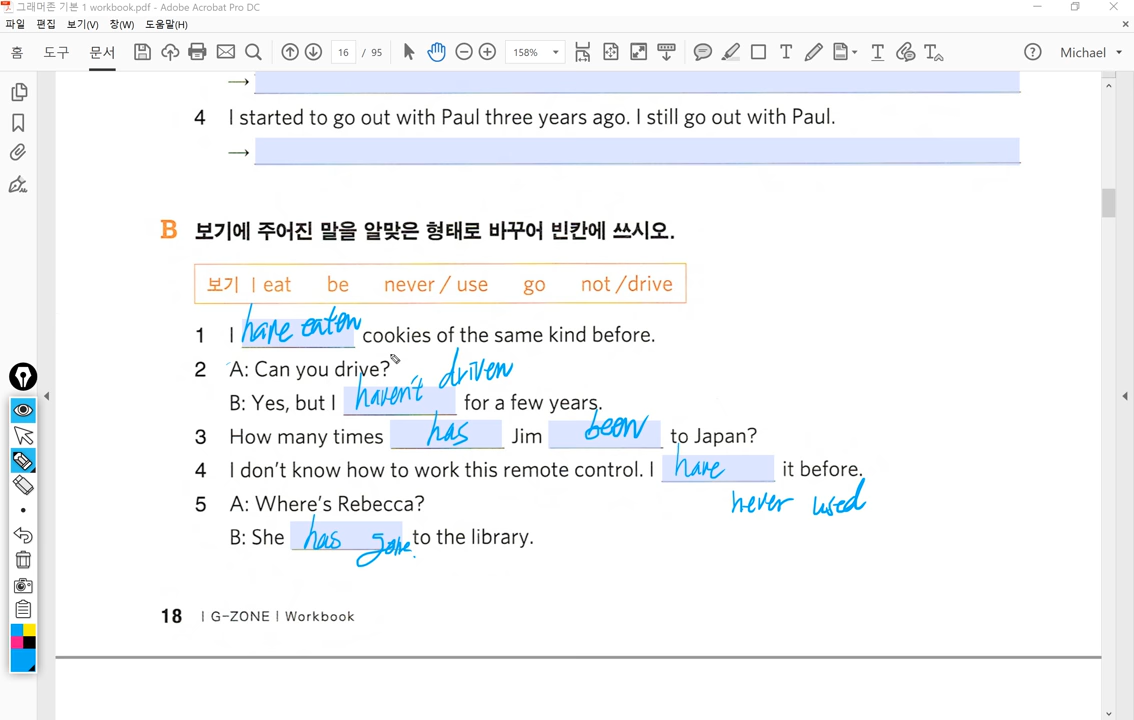 그래머존 기본 1 workbook.pdf - Adobe Acrobat Pro DC
파일 편집 보기(V) 창(W) 도움말(H)
홈 도구 문서 16 / 95 158% Michael
→
4 I started to go out with Paul three years ago. I still go out with Paul.
→
B 보기에 주어진 말을 알맞은 형태로 바꾸어 빈칸에 쓰시오.
보기 I eat be never / use go not /drive
1 I have eaten cookies of the same kind before.
2 A: Can you drive?
B: Yes, but I haven't driven for a few years.
3 How many times has Jim been to Japan?
4 I don't know how to work this remote control. I have it before.
never used
5 A: Where's Rebecca?
B: She has gone to the library.
18 I G-ZONE I Workbook